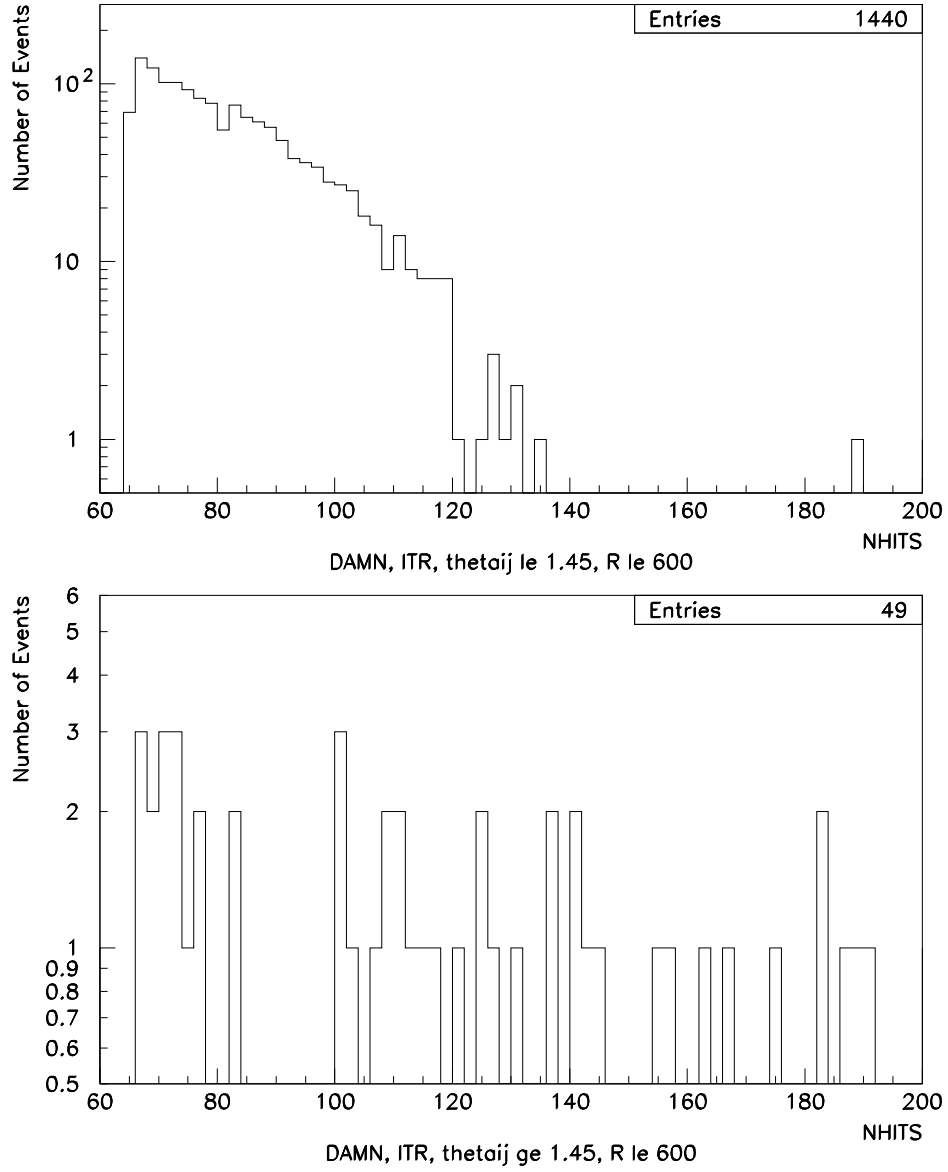 Entries 1440
Number of Events
10²
10
1
60 80 100 120 140 160 180 200
NHITS
DAMN, ITR, thetaij le 1.45, R le 600
Entries 49
Number of Events
6
5
4
3
2
1
0.9
0.8
0.7
0.6
0.5
60 80 100 120 140 160 180 200
NHITS
DAMN, ITR, thetaij ge 1.45, R le 600